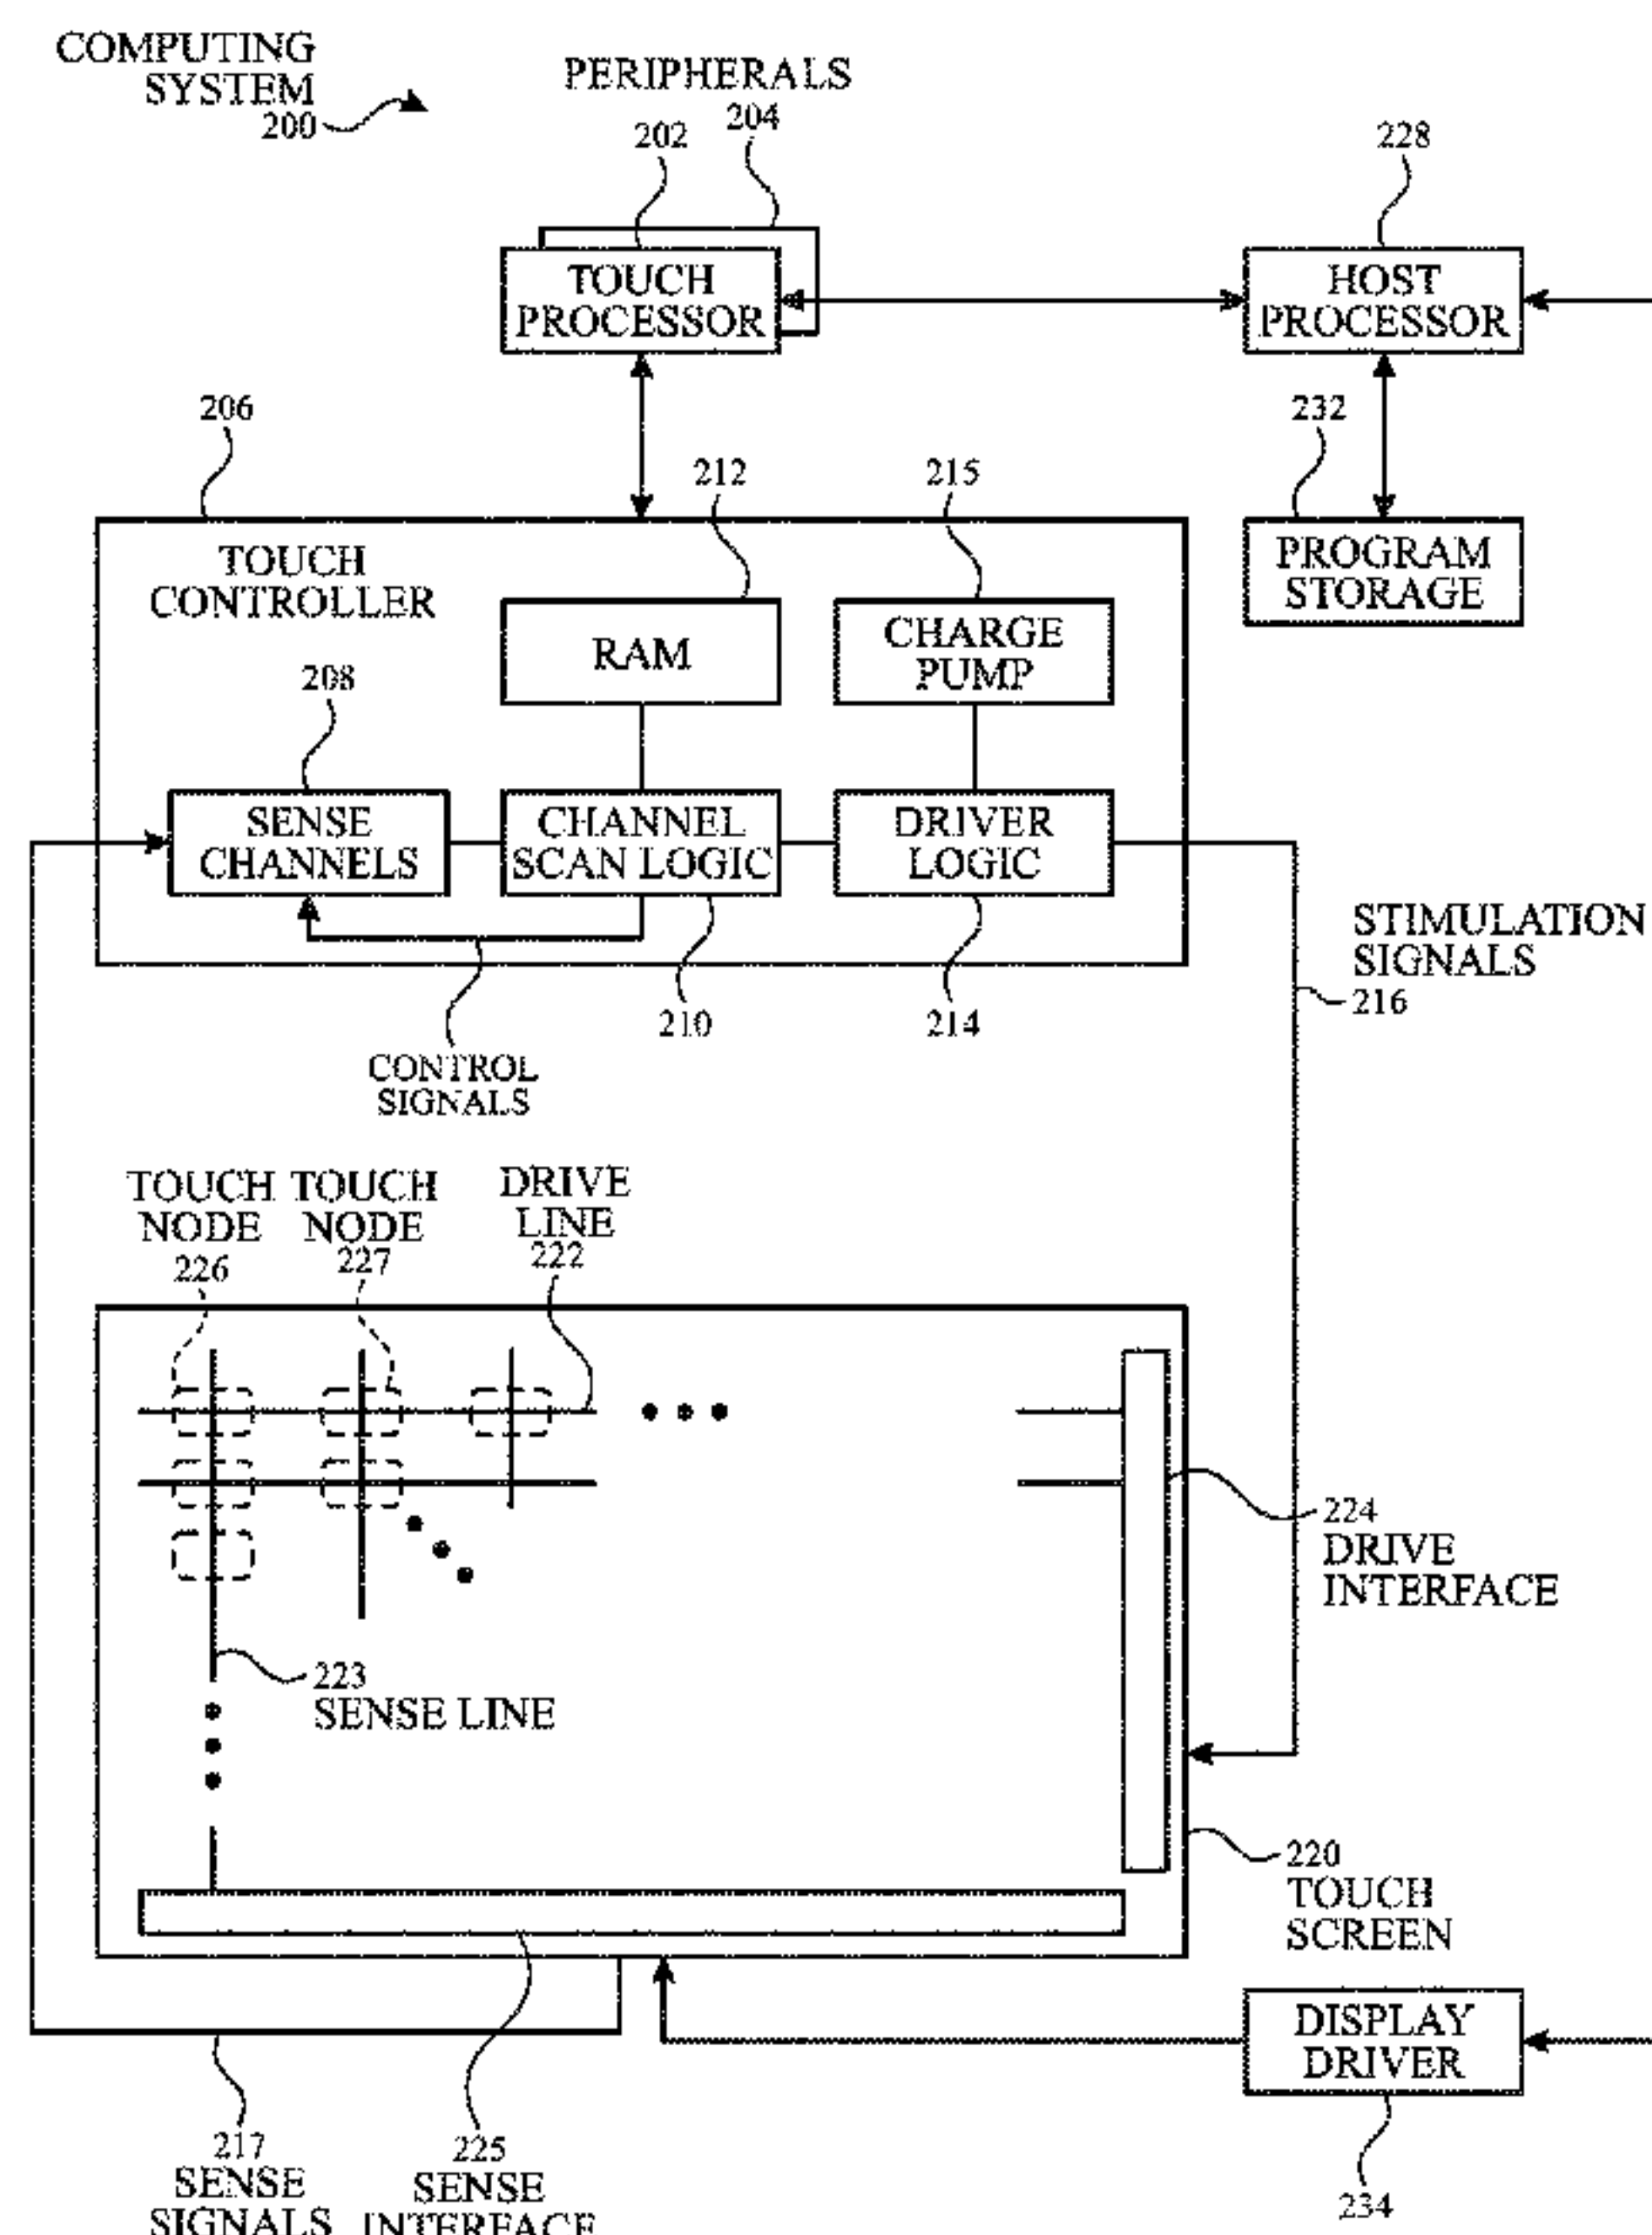 COMPUTING
SYSTEM
200
PERIPHERALS
204
202
228
TOUCH
PROCESSOR
HOST
PROCESSOR
206
212
215
232
TOUCH
CONTROLLER
PROGRAM
STORAGE
RAM
CHARGE
PUMP
208
SENSE
CHANNELS
CHANNEL
SCAN LOGIC
DRIVER
LOGIC
STIMULATION
SIGNALS
216
210
214
CONTROL
SIGNALS
TOUCH
NODE
226
TOUCH
NODE
227
DRIVE
LINE
222
224
DRIVE
INTERFACE
223
SENSE LINE
220
TOUCH
SCREEN
DISPLAY
DRIVER
234
217
SENSE
SIGNALS
225
SENSE
INTERFACE